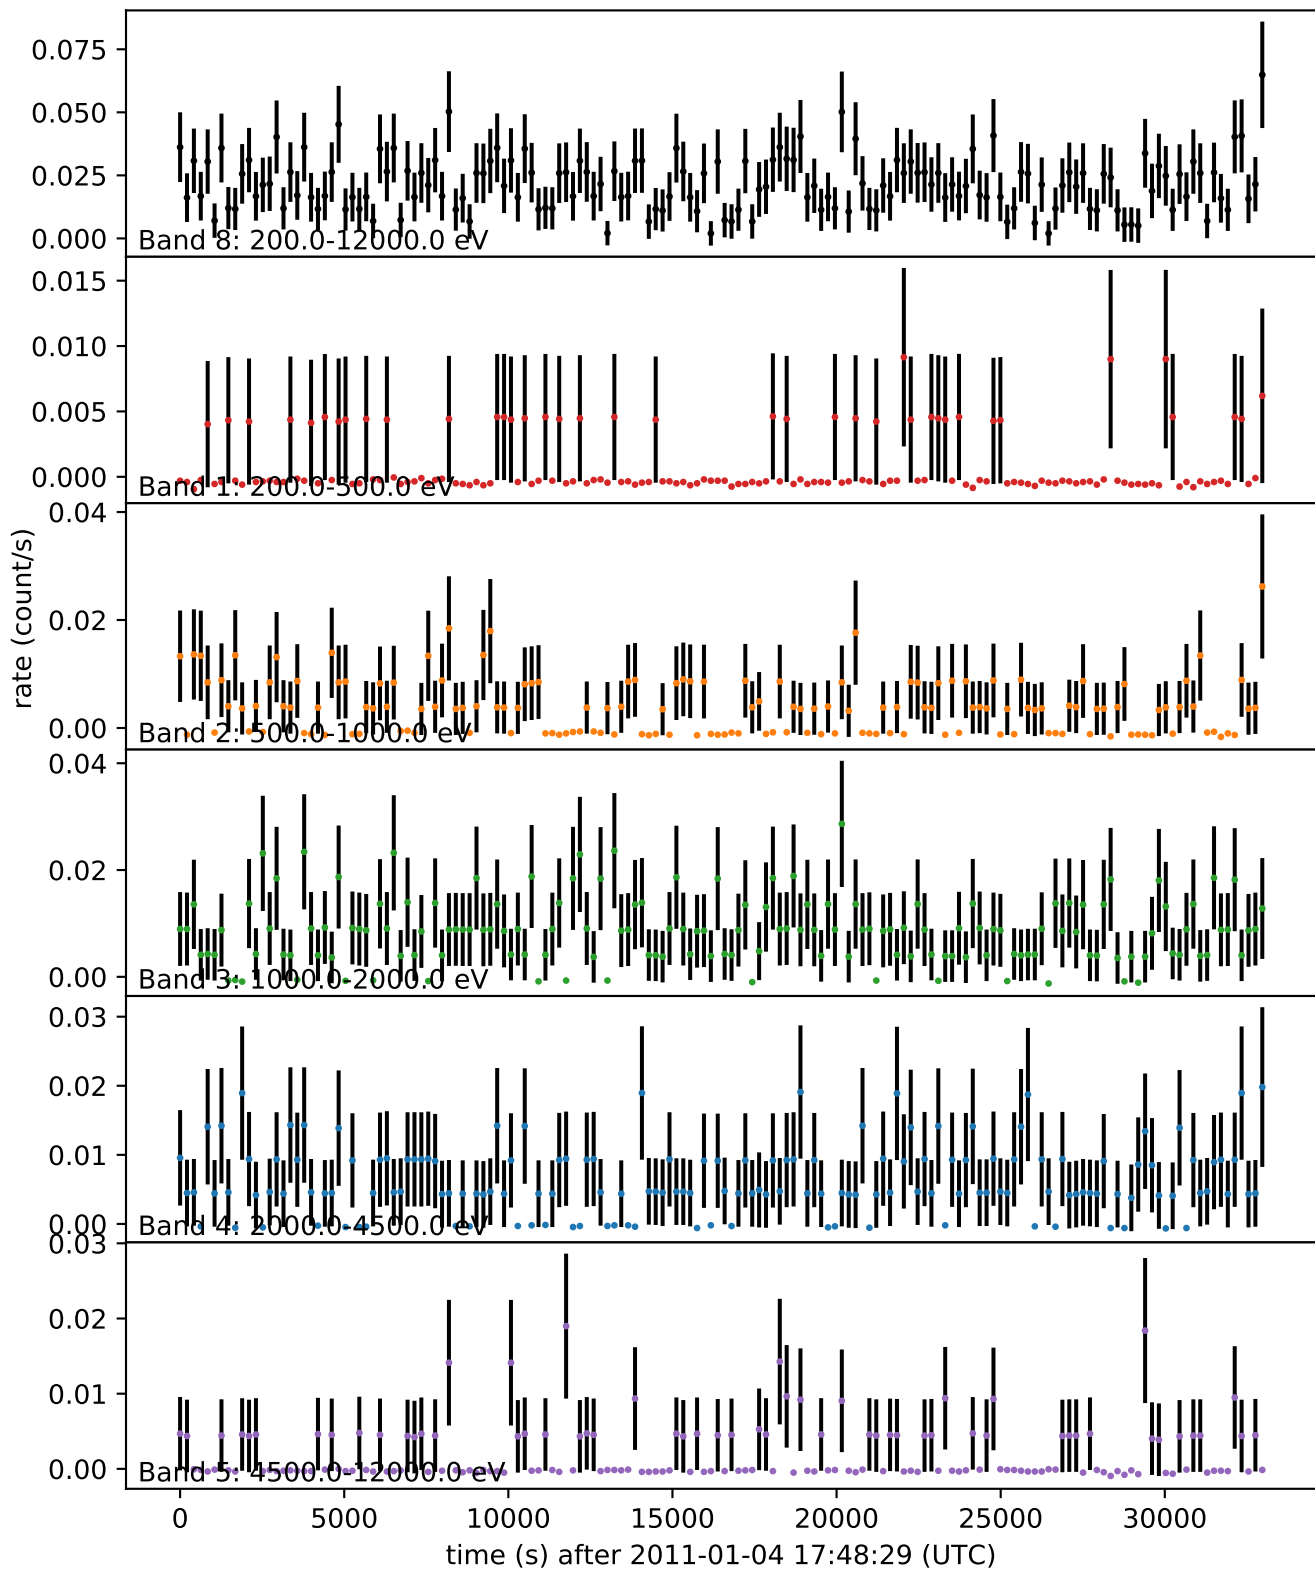 0.075
0.050
0.025
0.000
Band 8: 200.0-12000.0 eV
0.015
0.010
0.005
0.000
Band 1: 200.0-500.0 eV
0.04
0.02
0.00
Band 2: 500.0-1000.0 eV
rate (count/s)
0.04
0.02
0.00
Band 3: 1000.0-2000.0 eV
0.03
0.02
0.01
0.00
Band 4: 2000.0-4500.0 eV
0.03
0.02
0.01
0.00
Band 5: 4500.0-12000.0 eV
0 5000 10000 15000 20000 25000 30000
time (s) after 2011-01-04 17:48:29 (UTC)